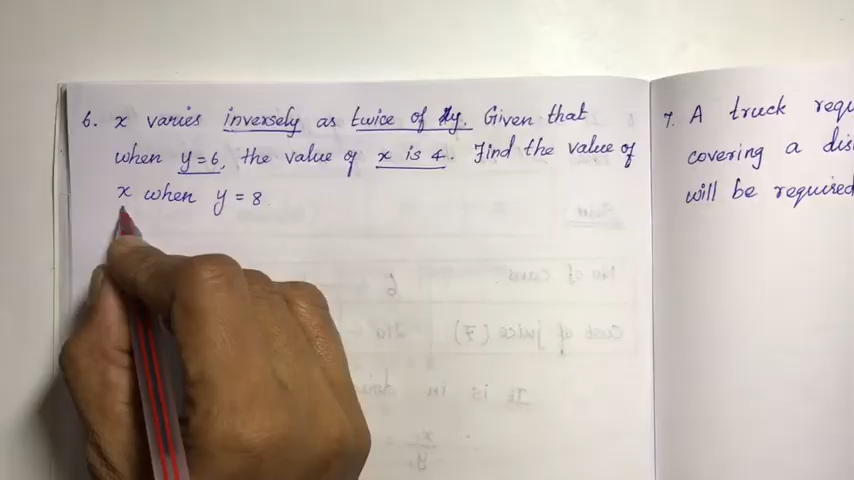 6. x varies inversely as twice of y. Given that
when y = 6, the value of x is 4. Find the value of
x when y = 8.
7. A truck requ
covering a dis
will be required